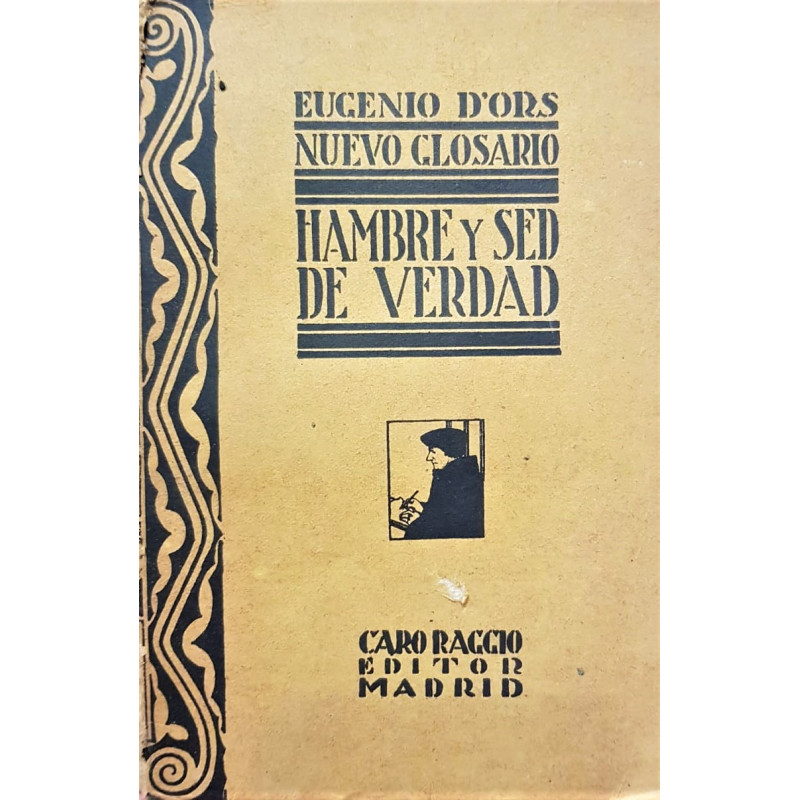 EUGENIO D'ORS
NUEVO GLOSARIO
HAMBRE Y SED
DE VERDAD
CARO RAGGIO
EDITOR
MADRID